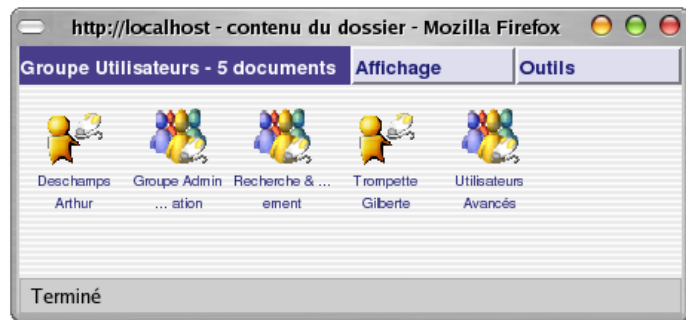 http://localhost - contenu du dossier - Mozilla Firefox
Groupe Utilisateurs - 5 documents Affichage Outils
Deschamps Groupe Admin Recherche & ... Trompette Utilisateurs
Arthur ... ation ement Gilberte Avancés
Terminé